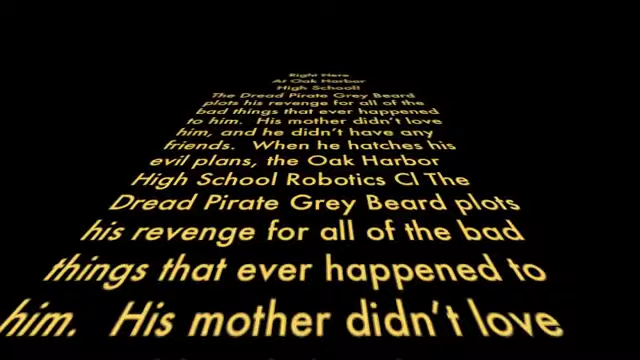 Right Here
At Oak Harbor
High School!
The Dread Pirate Grey Beard
plots his revenge for all of the
bad things that ever happened
to him. His mother didn't love
him, and he didn't have any
friends. When he hatches his
evil plans, the Oak Harbor
High School Robotics Cl The
Dread Pirate Grey Beard plots
his revenge for all of the bad
things that ever happened to
him. His mother didn't love